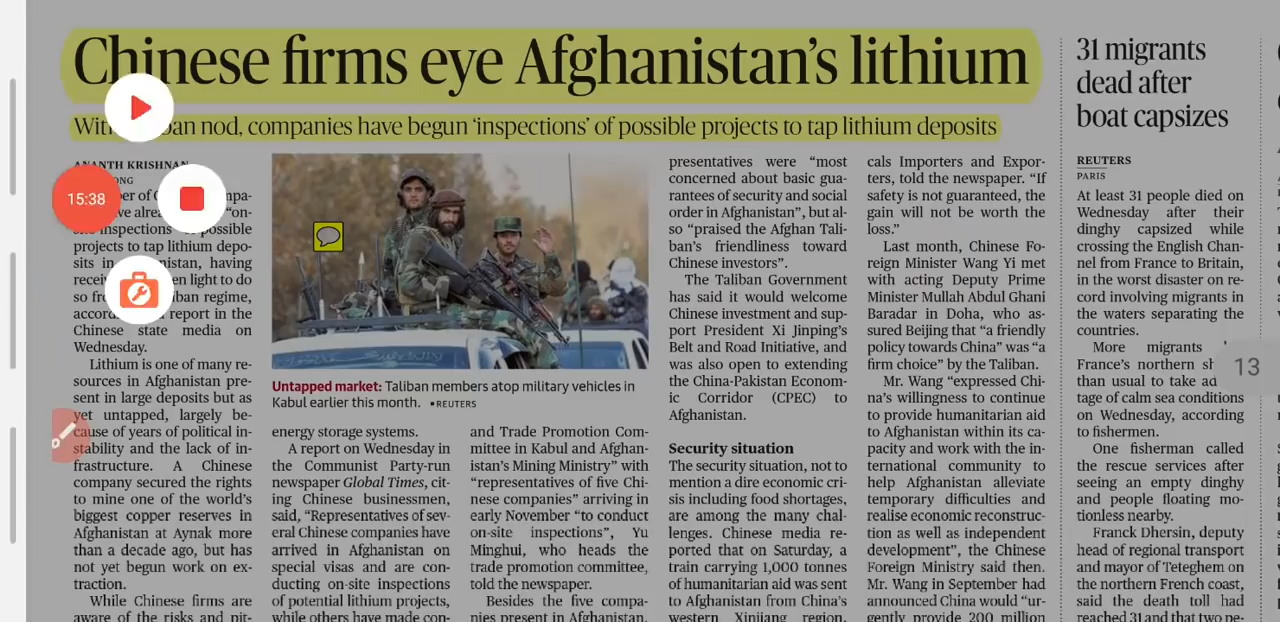 Chinese firms eye Afghanistan's lithium
nod, companies have begun 'inspections' of possible projects to tap lithium deposits
ANANTH KRISHNAN
of
"on-
possible
projects to tap lithium depo-
sits in having
light to do
so regime,
report in the
Chinese state media on
Wednesday.
Lithium is one of many re-
sources in Afghanistan pre-
sent in large deposits but as
yet untapped, largely be-
cause of years of political in-
stability and the lack of in-
frastructure. A Chinese
company secured the rights
to mine one of the world's
biggest copper reserves in
Afghanistan at Aynak more
than a decade ago, but has
not yet begun work on ex-
traction.
While Chinese firms are
aware of the risks and pit-
15:38
Untapped market: Taliban members atop military vehicles in
Kabul earlier this month. •REUTERS
energy storage systems.
A report on Wednesday in
the Communist Party-run
newspaper Global Times, cit-
ing Chinese businessmen,
said, "Representatives of sev-
eral Chinese companies have
arrived in Afghanistan on
special visas and are con-
ducting on-site inspections
of potential lithium projects,
while others have made con-
and Trade Promotion Com-
mittee in Kabul and Afghan-
istan's Mining Ministry" with
"representatives of five Chi-
nese companies" arriving in
early November "to conduct
on-site inspections", Yu
Minghui, who heads the
trade promotion committee,
told the newspaper.
Besides the five compa-
nies present in Afghanistan,
presentatives were "most
concerned about basic gua-
rantees of security and social
order in Afghanistan", but al-
so "praised the Afghan Tali-
ban's friendliness toward
Chinese investors".
The Taliban Government
has said it would welcome
Chinese investment and sup-
port President Xi Jinping's
Belt and Road Initiative, and
was also open to extending
the China-Pakistan Econom-
ic Corridor (CPEC) to
Afghanistan.
Security situation
The security situation, not to
mention a dire economic cri-
sis including food shortages,
are among the many chal-
lenges. Chinese media re-
ported that on Saturday, a
train carrying 1,000 tonnes
of humanitarian aid was sent
to Afghanistan from China's
western Xinjiang region.
cals Importers and Expor-
ters, told the newspaper. "If
safety is not guaranteed, the
gain will not be worth the
loss."
Last month, Chinese Fo-
reign Minister Wang Yi met
with acting Deputy Prime
Minister Mullah Abdul Ghani
Baradar in Doha, who as-
sured Beijing that "a friendly
policy towards China" was "a
firm choice" by the Taliban.
Mr. Wang "expressed Chi-
na's willingness to continue
to provide humanitarian aid
to Afghanistan within its ca-
pacity and work with the in-
ternational community to
help Afghanistan alleviate
temporary difficulties and
realise economic reconstruc-
tion as well as independent
development", the Chinese
Foreign Ministry said then.
Mr. Wang in September had
announced China would "ur-
gently provide 200 million
31 migrants
dead after
boat capsizes
REUTERS
PARIS
At least 31 people died on
Wednesday after their
dinghy capsized while
crossing the English Chan-
nel from France to Britain,
in the worst disaster on re-
cord involving migrants in
the waters separating the
countries.
More migrants
France's northern
than usual to take
tage of calm sea conditions
on Wednesday, according
to fishermen.
One fisherman called
the rescue services after
seeing an empty dinghy
and people floating mo-
tionless nearby.
Franck Dhersin, deputy
head of regional transport
and mayor of Teteghem on
the northern French coast,
said the death toll had
reached 31 and that two pe-
13